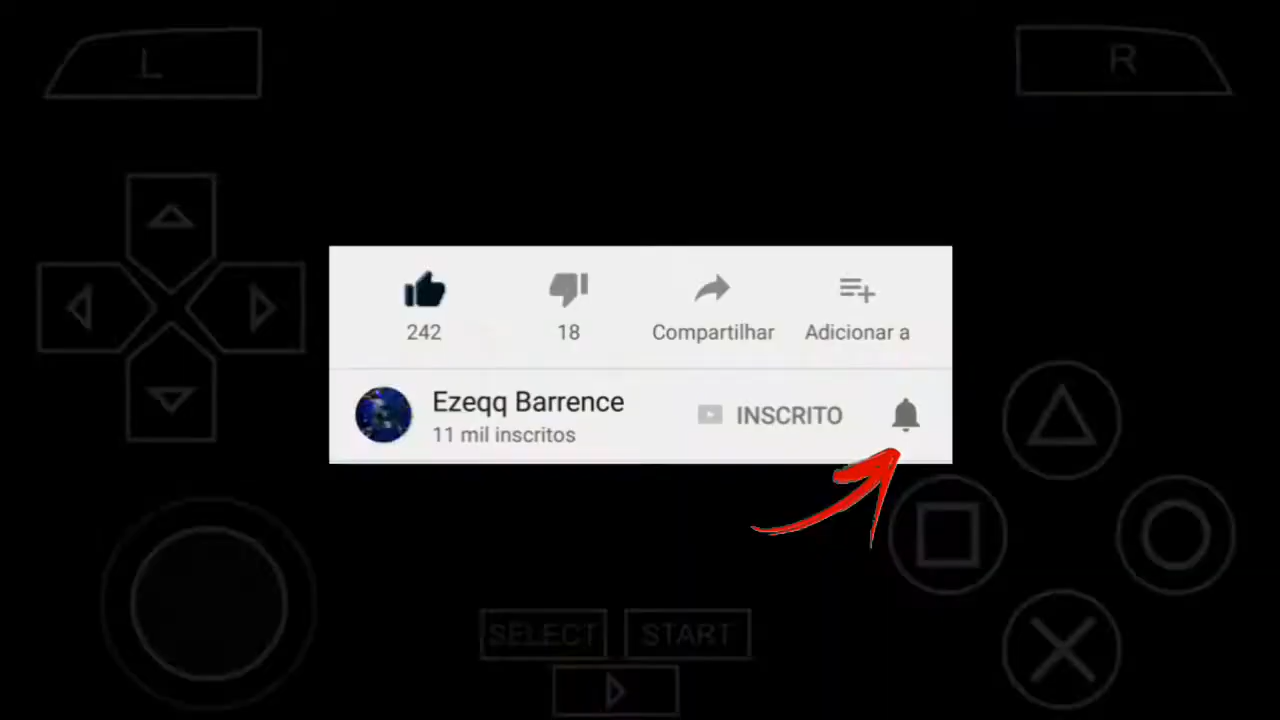 L
R
242
18
Compartilhar
Adicionar a
Ezeqq Barrence
INSCRITO
11 mil inscritos
SELECT
START